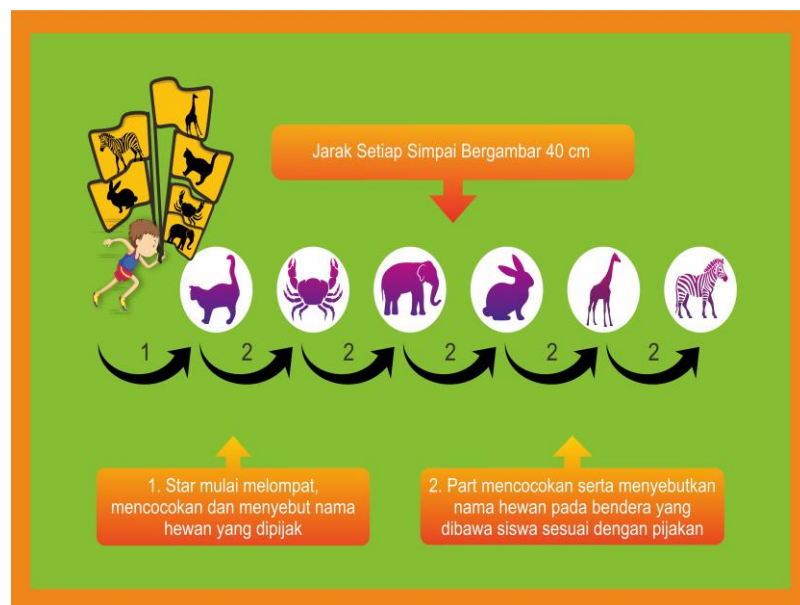 Jarak Setiap Simpai Bergambar 40 cm
1 2 2 2 2 2
1. Star mulai melompat,
mencocokan dan menyebut nama
hewan yang dipijak
2. Part mencocokan serta menyebutkan
nama hewan pada bendera yang
dibawa siswa sesuai dengan pijakan